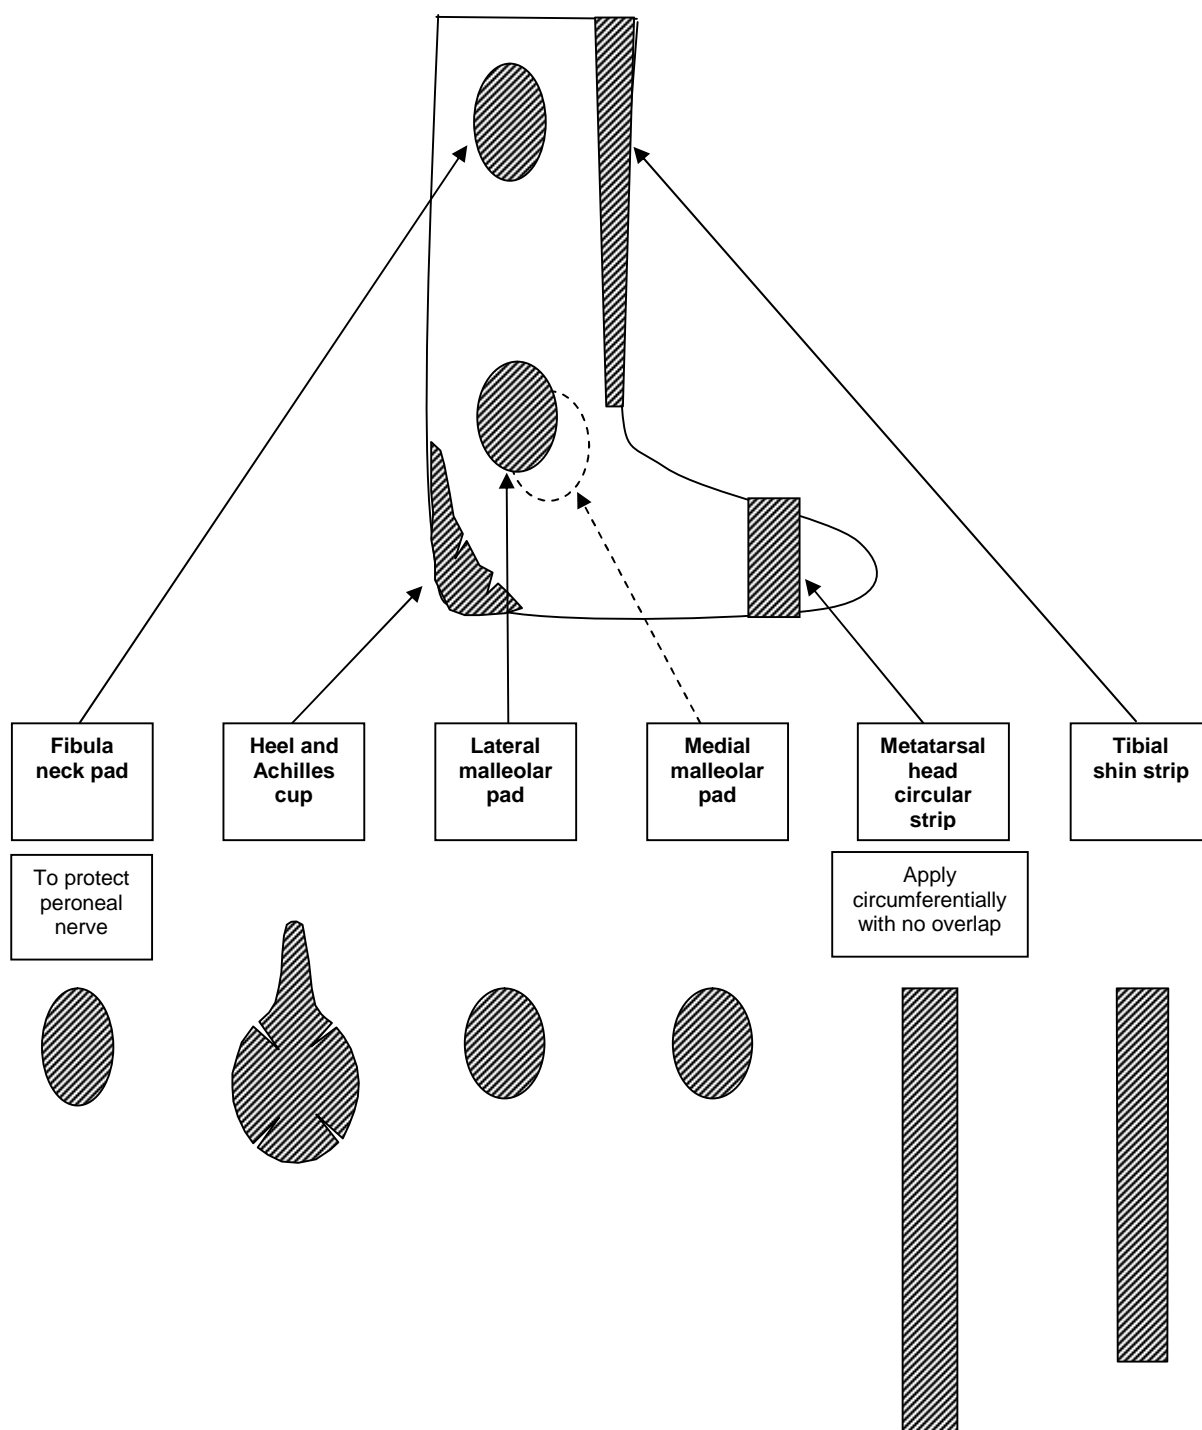 Fibula
neck pad
Heel and
Achilles
cup
Lateral
malleolar
pad
Medial
malleolar
pad
Metatarsal
head
circular
strip
Tibial
shin strip
To protect
peroneal
nerve
Apply
circumferentially
with no overlap